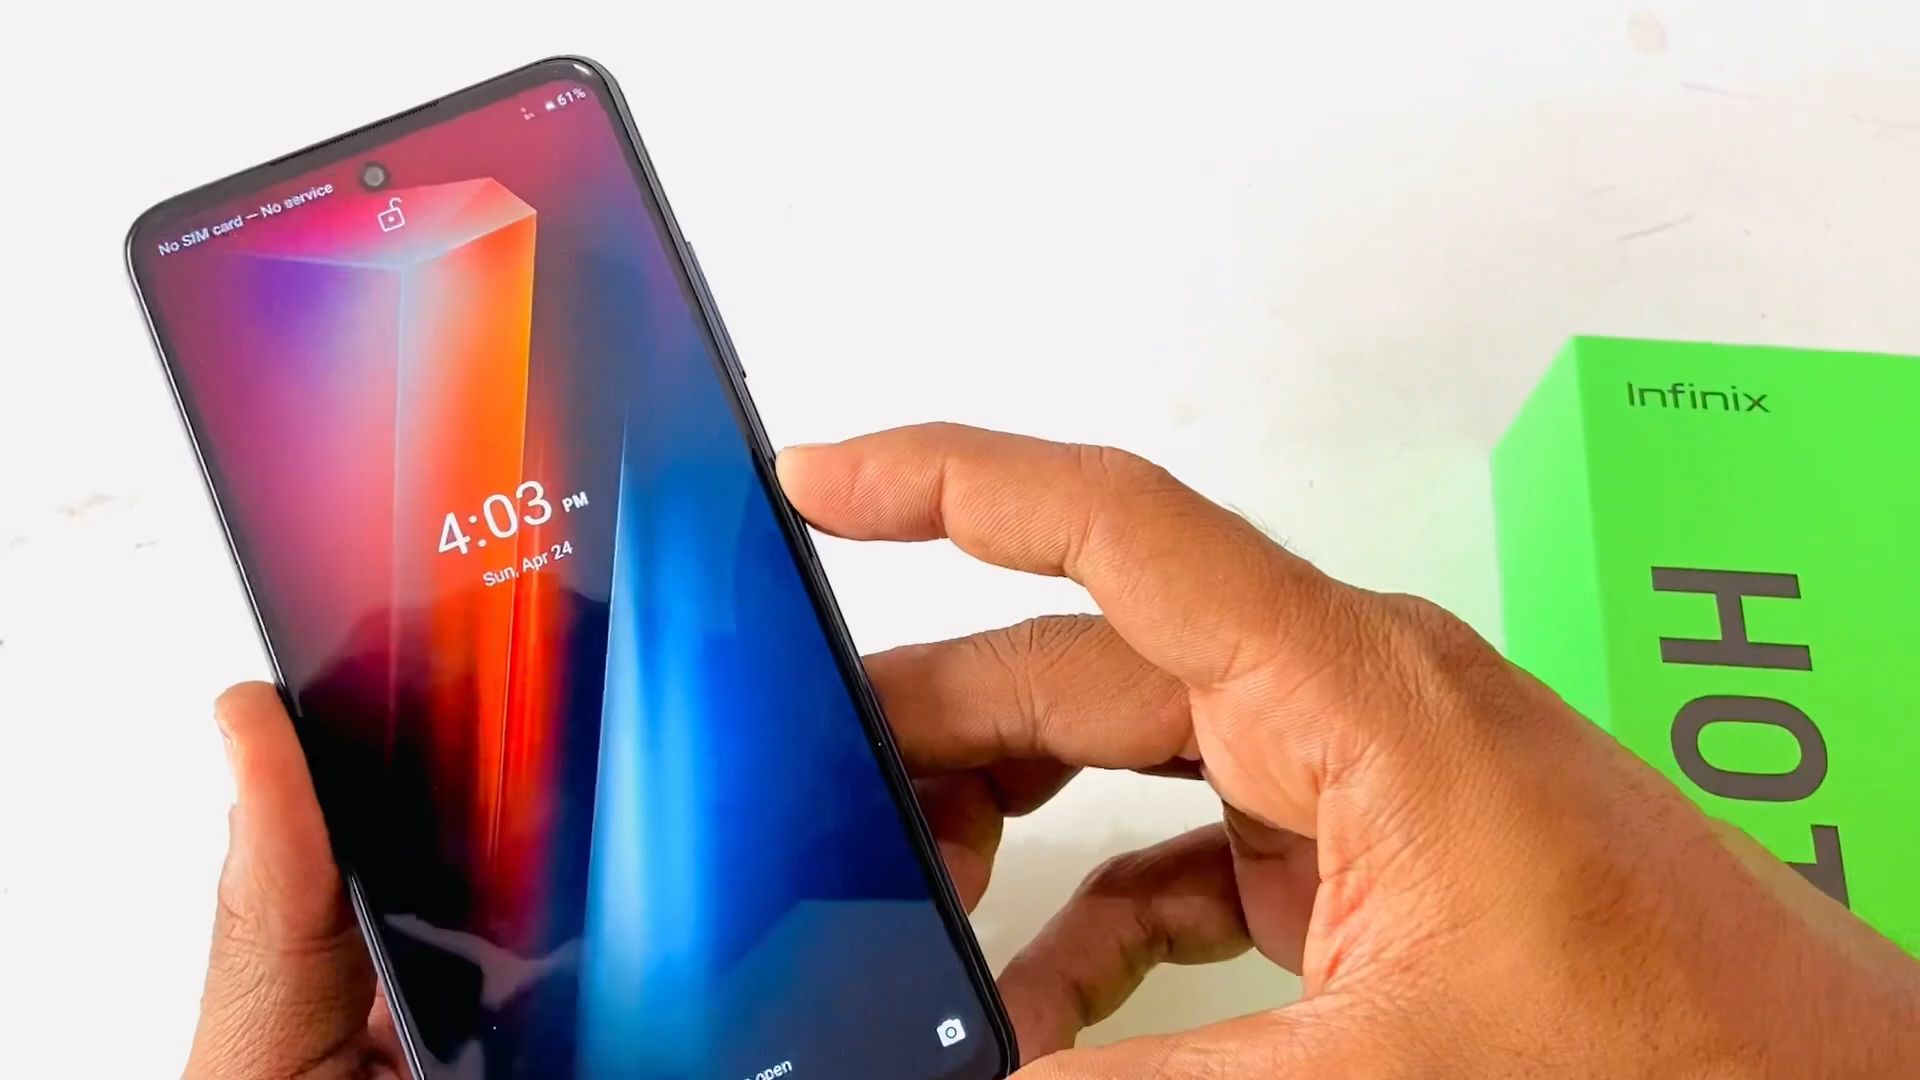 61%
No SIM card — No service
4:03 PM
Sun, Apr 24
open
Infinix
HOT